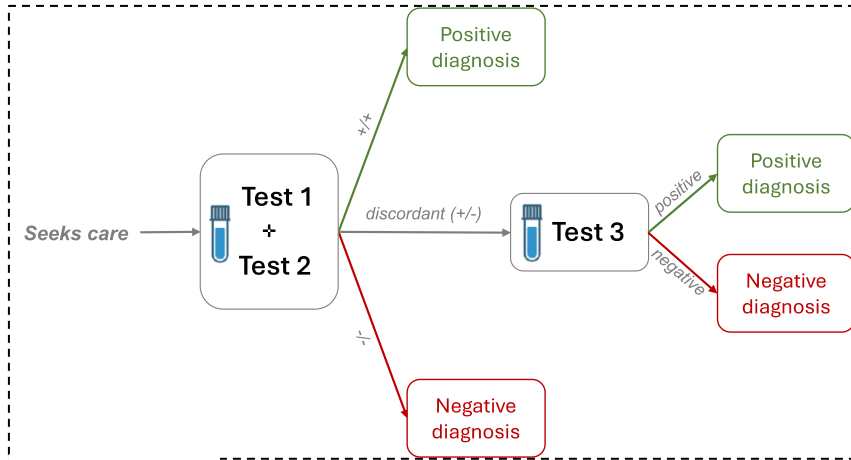 Positive
diagnosis
+/+
Test 1
+
Test 2
Seeks care
discordant (+/-)
Test 3
positive
Positive
diagnosis
negative
Negative
diagnosis
-/-
Negative
diagnosis